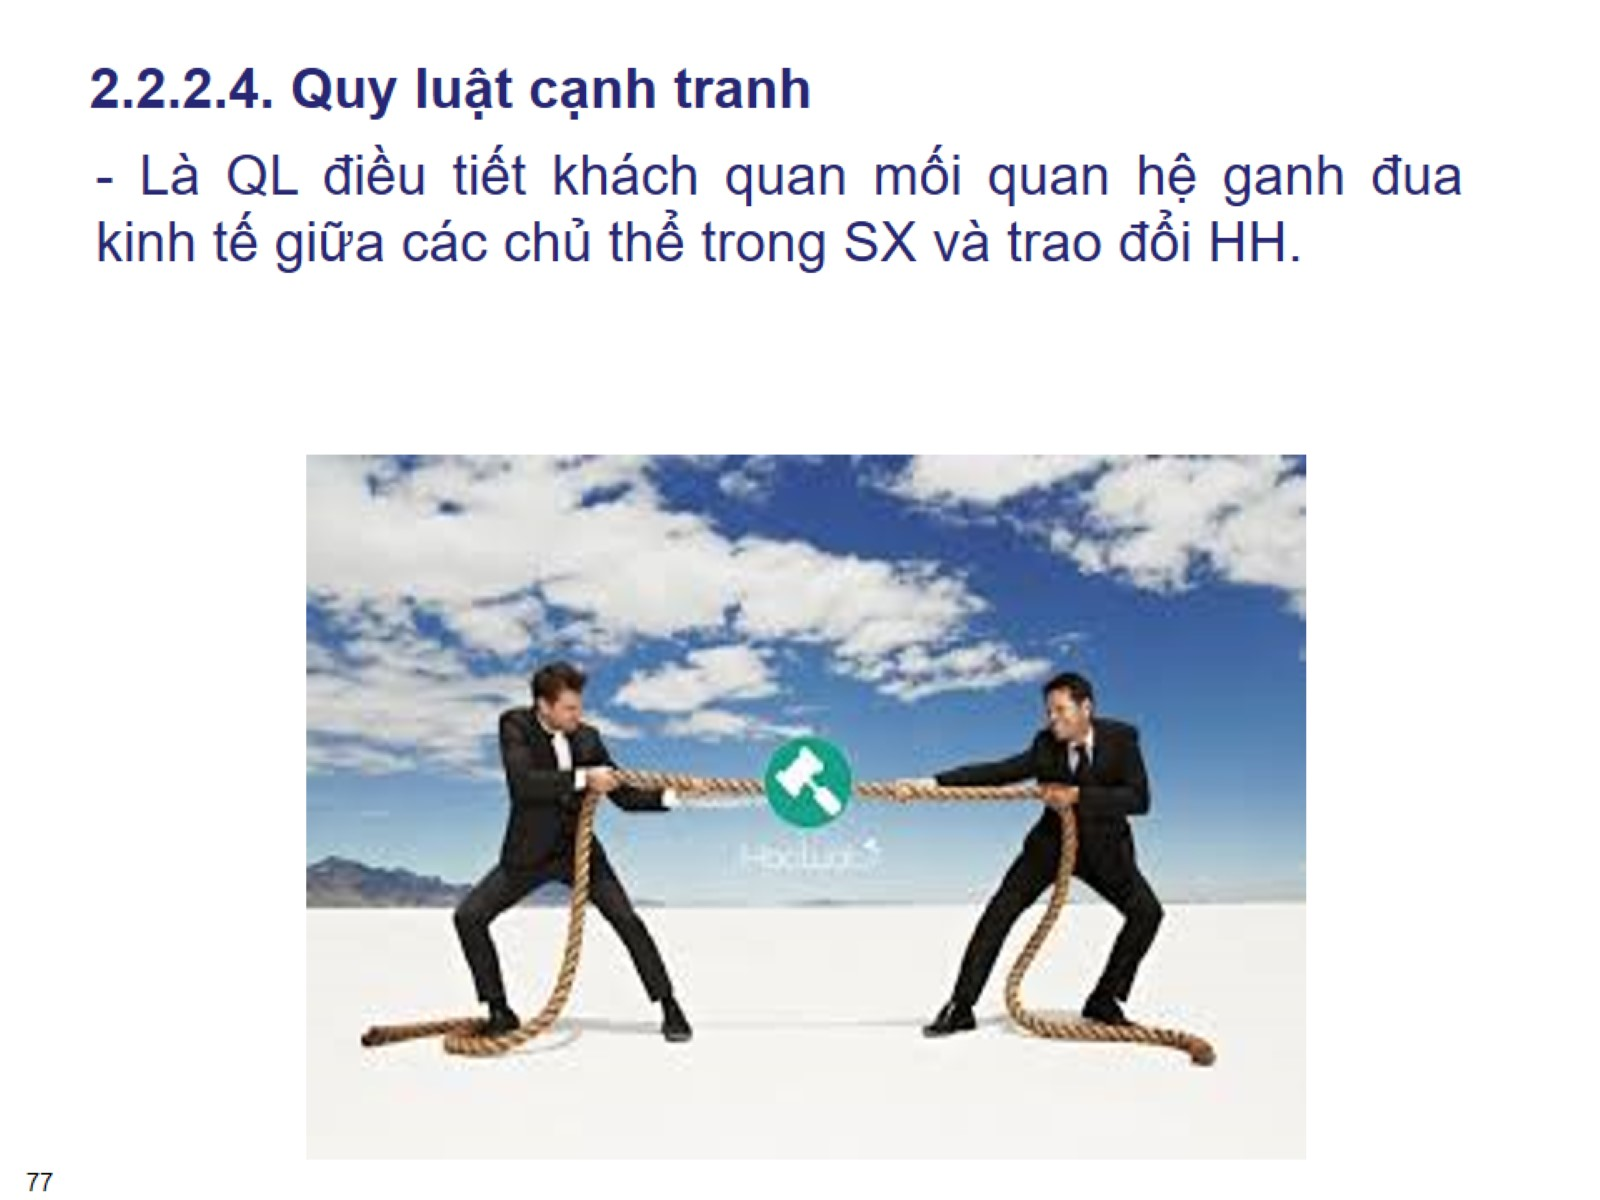 2.2.2.4. Quy luật cạnh tranh
- Là QL điều tiết khách quan mối quan hệ ganh đua
kinh tế giữa các chủ thể trong SX và trao đổi HH.
77